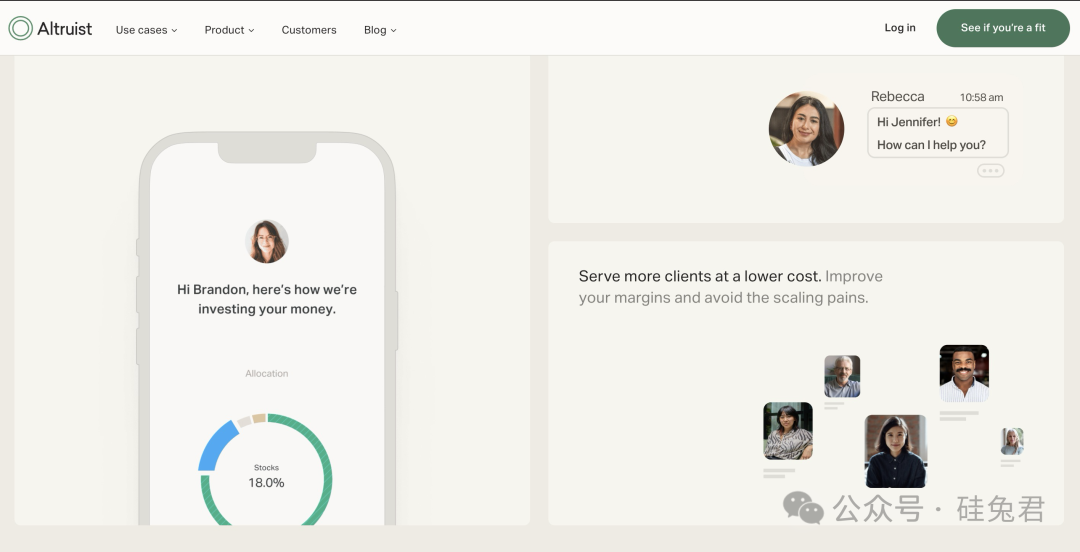 Altruist
Use cases
Product
Customers
Blog
Log in
See if you're a fit
Hi Brandon, here's how we're
investing your money.
Allocation
Stocks
18.0%
Rebecca
10:58 am
Hi Jennifer! 😊
How can I help you?
Serve more clients at a lower cost. Improve
your margins and avoid the scaling pains.
公众号 · 硅兔君